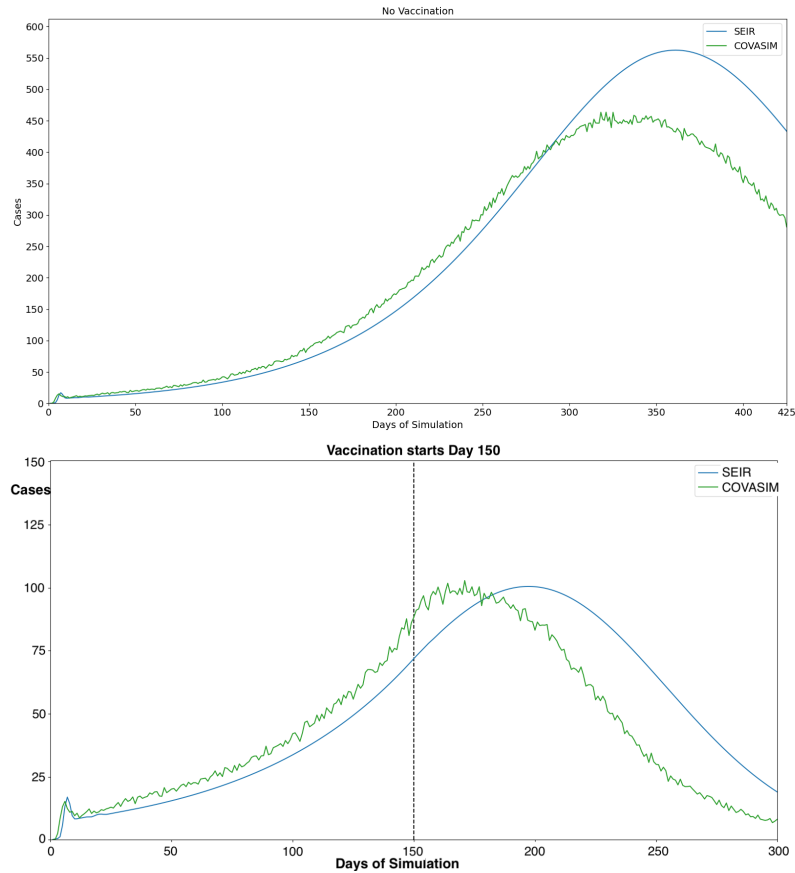 No Vaccination
SEIR
COVASIM
600
550
500
450
400
350
300
250
200
150
100
50
0
Cases
0 50 100 150 200 250 300 350 400 425
Days of Simulation
Vaccination starts Day 150
SEIR
COVASIM
150
Cases
125
100
75
50
25
0
0 50 100 150 200 250 300
Days of Simulation